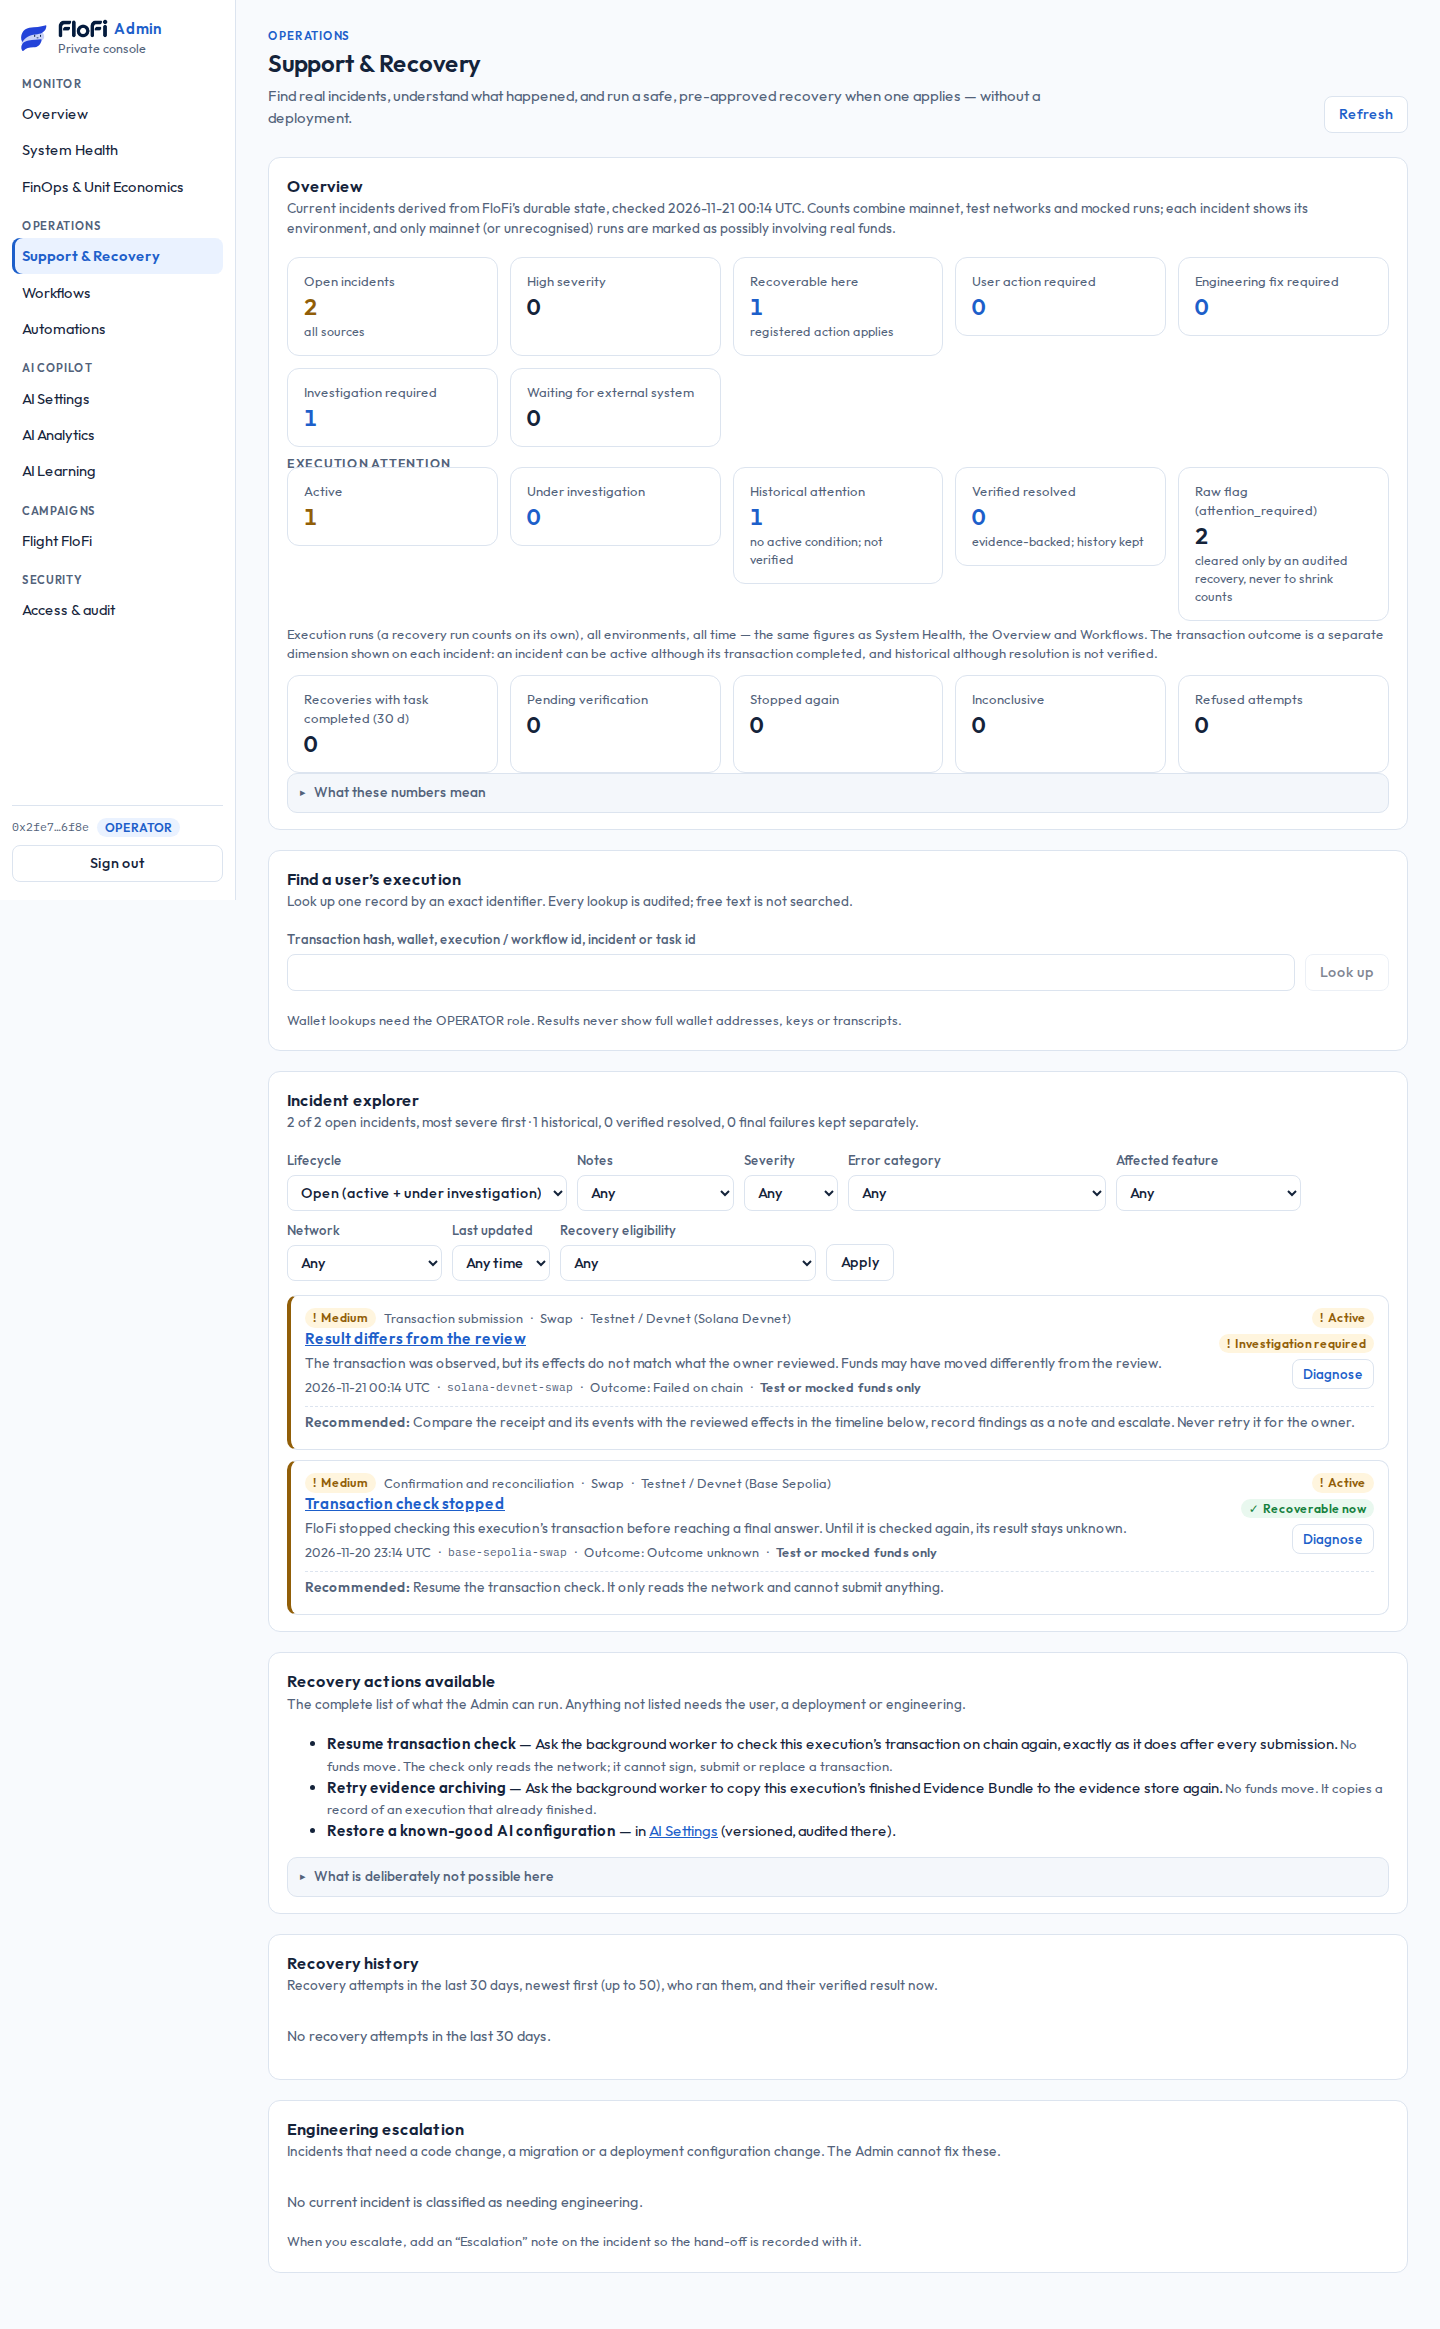 FloFi Admin
Private console
MONITOR
Overview
System Health
FinOps & Unit Economics
OPERATIONS
Support & Recovery
Workflows
Automations
AI COPILOT
AI Settings
AI Analytics
AI Learning
CAMPAIGNS
Flight FloFi
SECURITY
Access & audit
0x2fe7…6f8e OPERATOR
Sign out
OPERATIONS
Support & Recovery
Find real incidents, understand what happened, and run a safe, pre-approved recovery when one applies — without a
deployment.
Refresh
Overview
Current incidents derived from FloFi's durable state, checked 2026-11-21 00:14 UTC. Counts combine mainnet, test networks and mocked runs; each incident shows its
environment, and only mainnet (or unrecognised) runs are marked as possibly involving real funds.
Open incidents
2
all sources
High severity
0
Recoverable here
1
registered action applies
User action required
0
Engineering fix required
0
Investigation required
1
Waiting for external system
0
EXECUTION ATTENTION
Active
1
Under investigation
0
Historical attention
1
no active condition; not
verified
Verified resolved
0
evidence-backed; history kept
Raw flag
(attention_required)
2
cleared only by an audited
recovery, never to shrink
counts
Execution runs (a recovery run counts on its own), all environments, all time — the same figures as System Health, the Overview and Workflows. The transaction outcome is a separate
dimension shown on each incident: an incident can be active although its transaction completed, and historical although resolution is not verified.
Recoveries with task
completed (30 d)
0
Pending verification
0
Stopped again
0
Inconclusive
0
Refused attempts
0
▸ What these numbers mean
Find a user’s execution
Look up one record by an exact identifier. Every lookup is audited; free text is not searched.
Transaction hash, wallet, execution / workflow id, incident or task id
Look up
Wallet lookups need the OPERATOR role. Results never show full wallet addresses, keys or transcripts.
Incident explorer
2 of 2 open incidents, most severe first · 1 historical, 0 verified resolved, 0 final failures kept separately.
Lifecycle
Open (active + under investigation)
Notes
Any
Severity
Any
Error category
Any
Affected feature
Any
Network
Any
Last updated
Any time
Recovery eligibility
Any
Apply
! Medium Transaction submission · Swap · Testnet / Devnet (Solana Devnet)
! Active
Result differs from the review
! Investigation required
The transaction was observed, but its effects do not match what the owner reviewed. Funds may have moved differently from the review.
Diagnose
2026-11-21 00:14 UTC · solana-devnet-swap · Outcome: Failed on chain · Test or mocked funds only
Recommended: Compare the receipt and its events with the reviewed effects in the timeline below, record findings as a note and escalate. Never retry it for the owner.
! Medium Confirmation and reconciliation · Swap · Testnet / Devnet (Base Sepolia)
! Active
Transaction check stopped
✓ Recoverable now
FloFi stopped checking this execution’s transaction before reaching a final answer. Until it is checked again, its result stays unknown.
Diagnose
2026-11-20 23:14 UTC · base-sepolia-swap · Outcome: Outcome unknown · Test or mocked funds only
Recommended: Resume the transaction check. It only reads the network and cannot submit anything.
Recovery actions available
The complete list of what the Admin can run. Anything not listed needs the user, a deployment or engineering.
• Resume transaction check — Ask the background worker to check this execution’s transaction on chain again, exactly as it does after every submission. No
funds move. The check only reads the network; it cannot sign, submit or replace a transaction.
• Retry evidence archiving — Ask the background worker to copy this execution’s finished Evidence Bundle to the evidence store again. No funds move. It copies a
record of an execution that already finished.
• Restore a known-good AI configuration — in AI Settings (versioned, audited there).
▸ What is deliberately not possible here
Recovery history
Recovery attempts in the last 30 days, newest first (up to 50), who ran them, and their verified result now.
No recovery attempts in the last 30 days.
Engineering escalation
Incidents that need a code change, a migration or a deployment configuration change. The Admin cannot fix these.
No current incident is classified as needing engineering.
When you escalate, add an “Escalation” note on the incident so the hand-off is recorded with it.